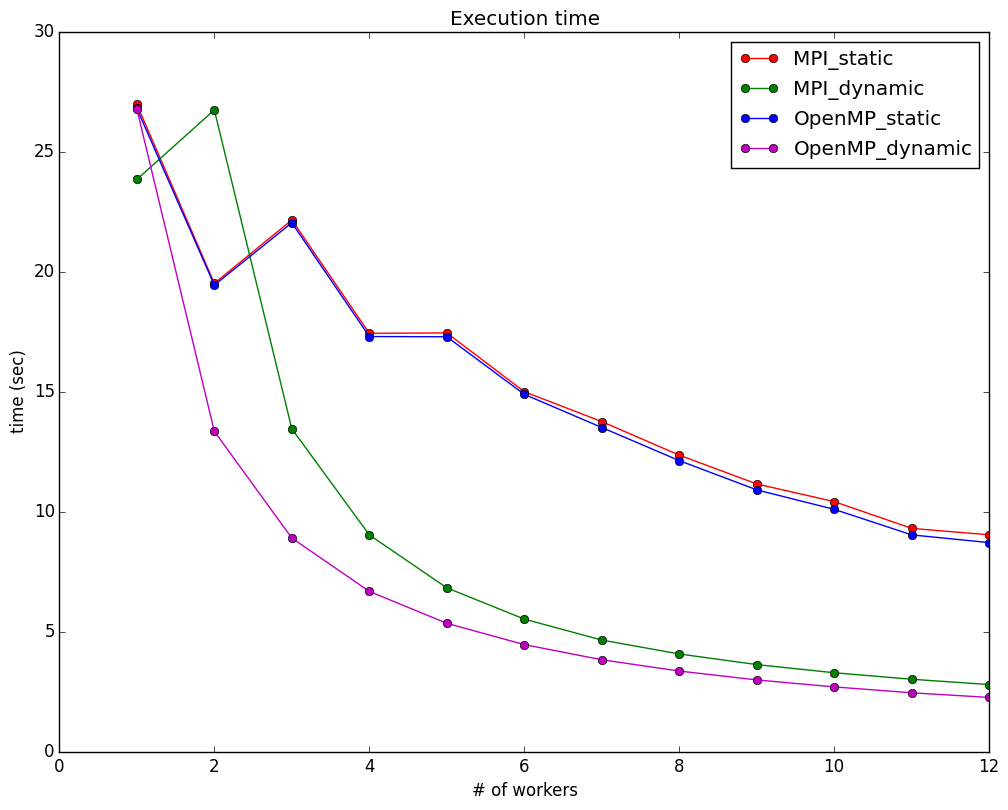 Execution time
30
25
20
15
10
5
0
time (sec)
MPI_static
MPI_dynamic
OpenMP_static
OpenMP_dynamic
0 2 4 6 8 10 12
# of workers